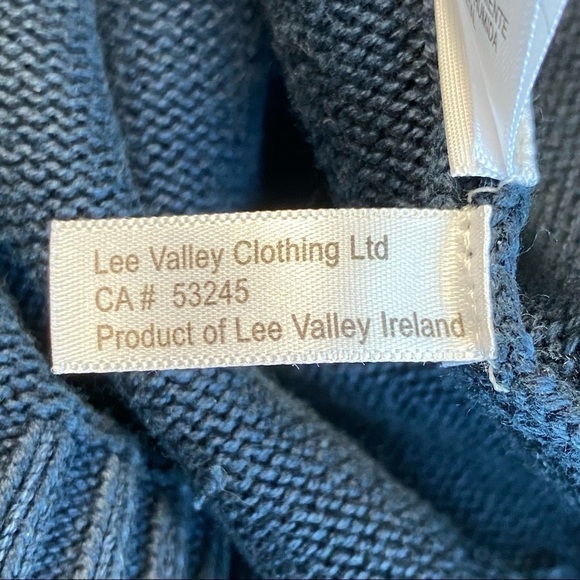 Lee Valley Clothing Ltd
CA# 53245
Product of Lee Valley Ireland